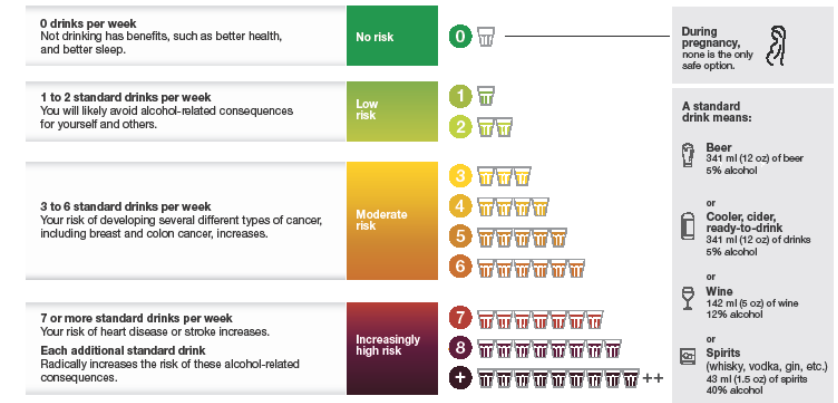 0 drinks per week
Not drinking has benefits, such as better health,
and better sleep.
No risk
0
During
pregnancy,
none is the only
safe option.
1 to 2 standard drinks per week
You will likely avoid alcohol-related consequences
for yourself and others.
Low
risk
1
2
3 to 6 standard drinks per week
Your risk of developing several different types of cancer,
including breast and colon cancer, increases.
Moderate
risk
3
4
5
6
7 or more standard drinks per week
Your risk of heart disease or stroke increases.
Each additional standard drink
Radically increases the risk of these alcohol-related
consequences.
Increasingly
high risk
7
8
+
++
A standard
drink means:
Beer
341 ml (12 oz) of beer
5% alcohol
or
Cooler, cider,
ready-to-drink
341 ml (12 oz) of drinks
5% alcohol
or
Wine
142 ml (5 oz) of wine
12% alcohol
or
Spirits
(whisky, vodka, gin, etc.)
43 ml (1.5 oz) of spirits
40% alcohol